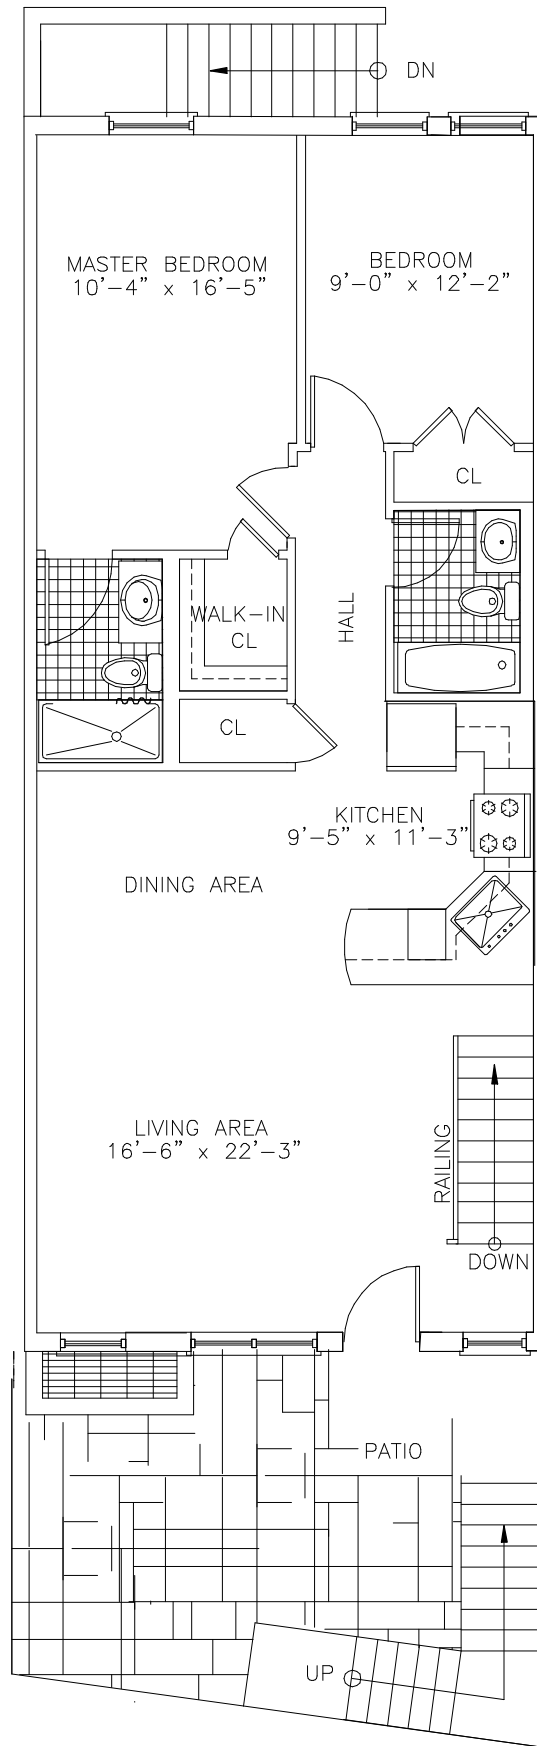 DN
MASTER BEDROOM
10'-4" x 16'-5"
BEDROOM
9'-0" x 12'-2"
CL
WALK-IN
CL
HALL
CL
KITCHEN
9'-5" x 11'-3"
DINING AREA
LIVING AREA
16'-6" x 22'-3"
RAILING
DOWN
PATIO
UP